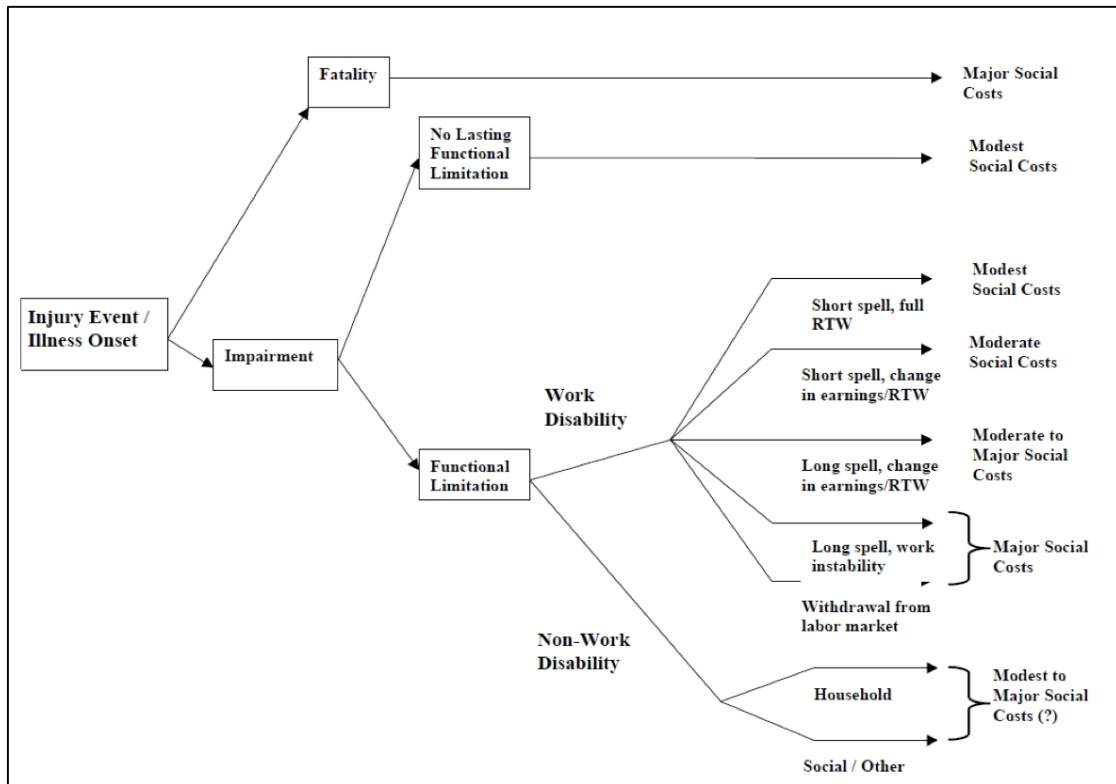 Fatality
Major Social
Costs
No Lasting
Functional
Limitation
Modest
Social Costs
Injury Event /
Illness Onset
Impairment
Functional
Limitation
Work
Disability
Short spell, full
RTW
Modest
Social Costs
Short spell, change
in earnings/RTW
Moderate
Social Costs
Long spell, change
in earnings/RTW
Moderate to
Major Social
Costs
Long spell, work
instability
Withdrawal from
labor market
Major Social
Costs
Non-Work
Disability
Household
Social / Other
Modest to
Major Social
Costs (?)